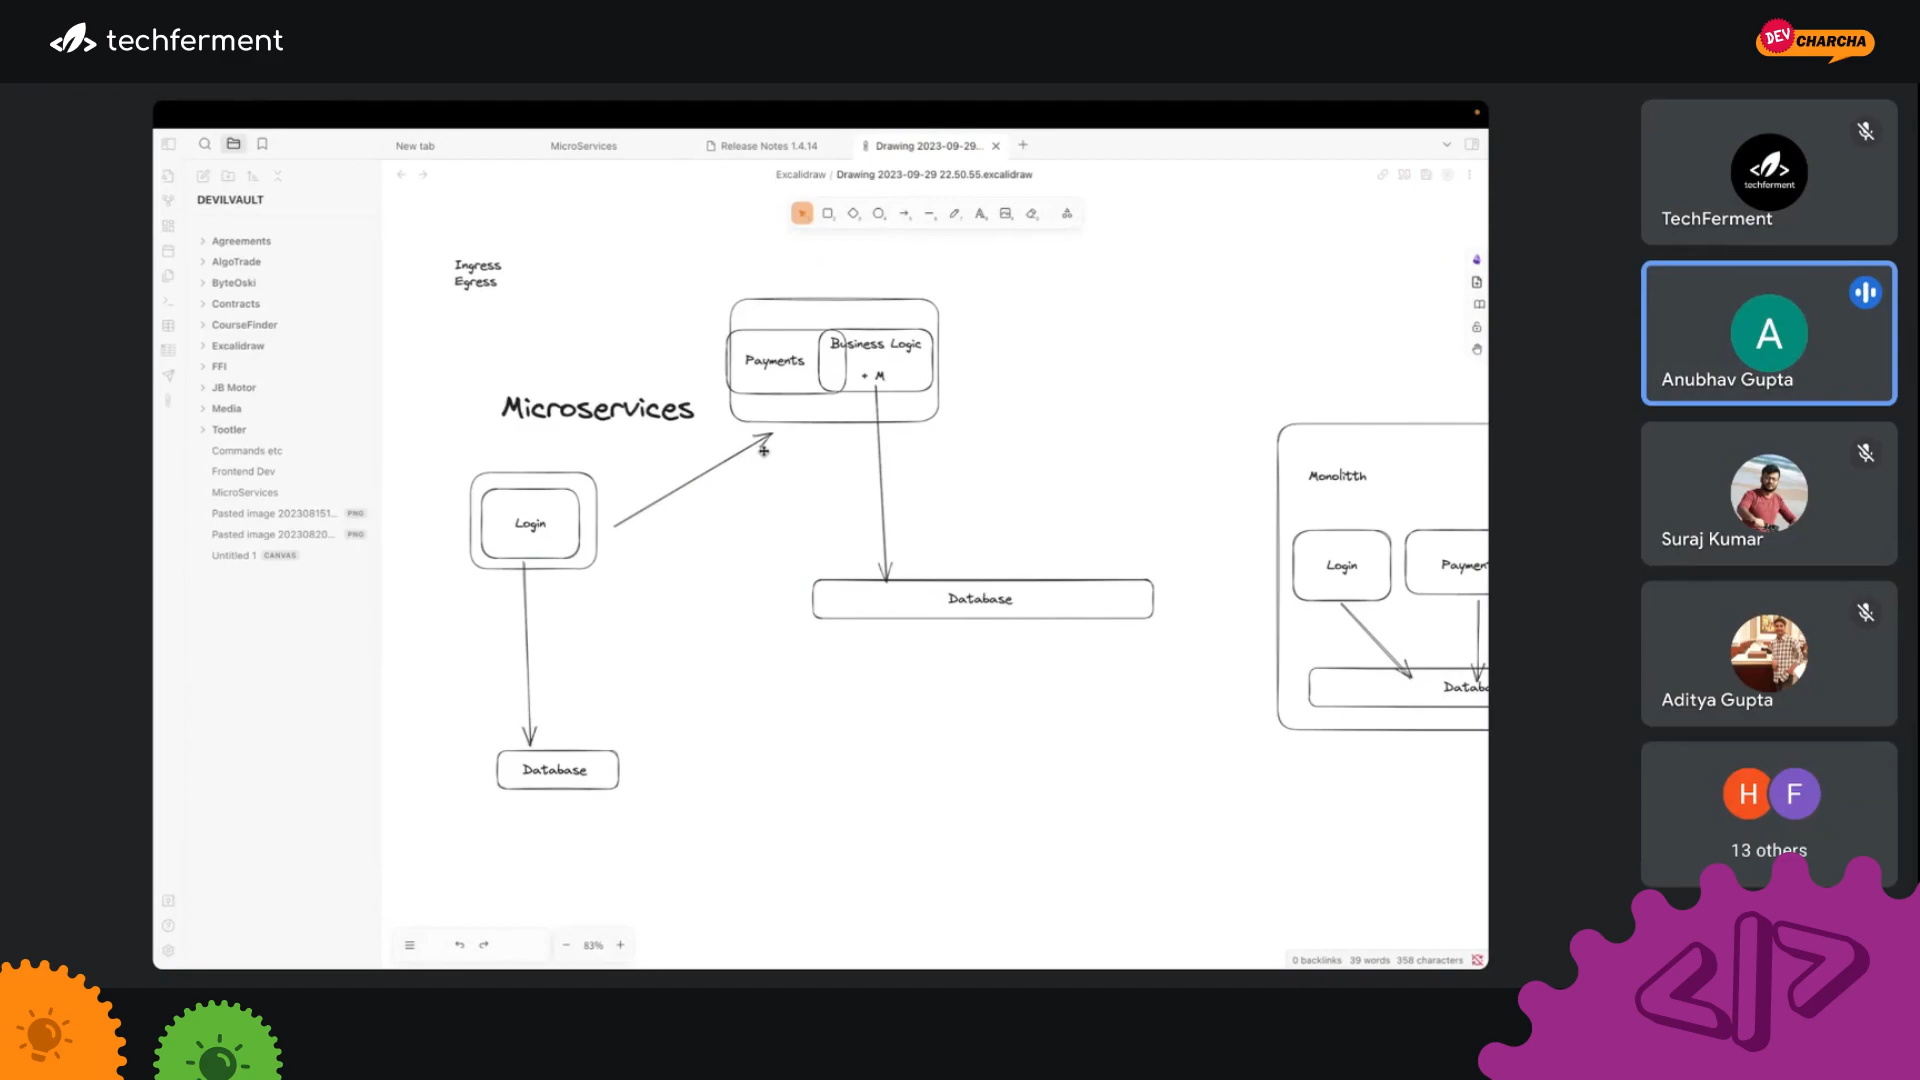 techferment
DEV
CHARCHA
New tab
MicroServices
Release Notes 1.4.14
Drawing 2023-09-29...
Excalidraw / Drawing 2023-09-29 22.50.55.excalidraw
DEVILVAULT
Agreements
AlgoTrade
ByteOski
Contracts
CourseFinder
Excalidraw
FFI
JB Motor
Media
Tootler
Commands etc
Frontend Dev
MicroServices
Pasted image 202308151... PNG
Pasted image 20230820... PNG
Untitled 1 CANVAS
Ingress
Egress
Payments
Business Logic
+ M
Microservices
Login
Database
Database
Monolitth
Login
Paymen
Datab
83%
0 backlinks 39 words 358 characters
techferment
TechFerment
A
Anubhav Gupta
Suraj Kumar
Aditya Gupta
H F
13 others